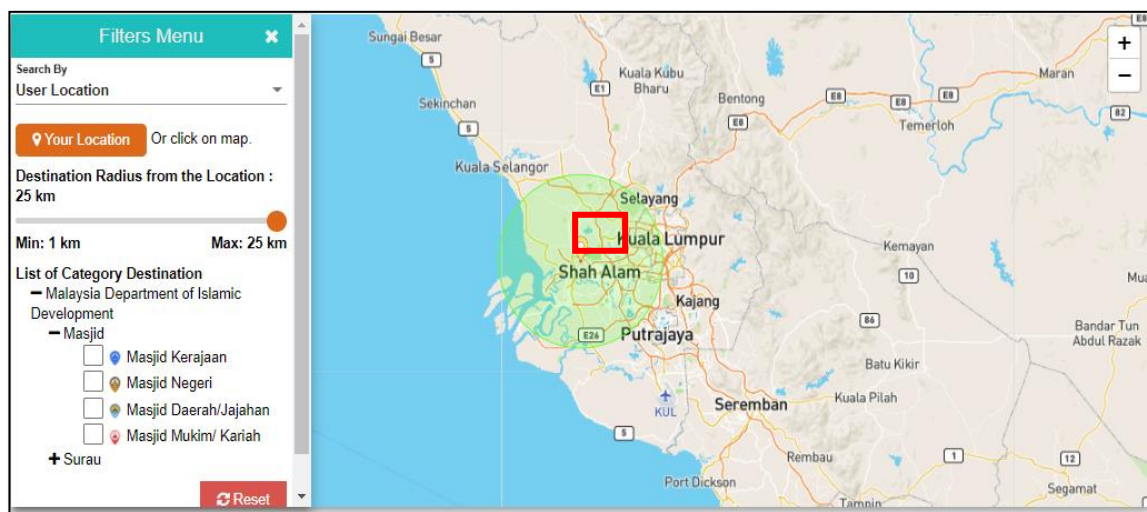 Filters Menu ✖
Search By
User Location
Your Location Or click on map.
Destination Radius from the Location :
25 km
Min: 1 km Max: 25 km
List of Category Destination
Malaysia Department of Islamic
Development
Masjid
Masjid Kerajaan
Masjid Negeri
Masjid Daerah/Jajahan
Masjid Mukim/ Kariah
Surau
Reset
Sungai Besar
5
Kuala Kubu
Bharu
E1
Sekinchan
5
Bentong
E8
E8
E8
E8
Maran
82
Temerloh
+
−
Kuala Selangor
Selayang
Kuala Lumpur
Kemayan
Shah Alam
10
Kajang
Mua
E26
Putrajaya
86
Bandar Tun
Abdul Razak
Batu Kikir
KUL
Seremban
Kuala Pilah
5
Rembau
1
12
Port Dickson
Segamat
Tampin